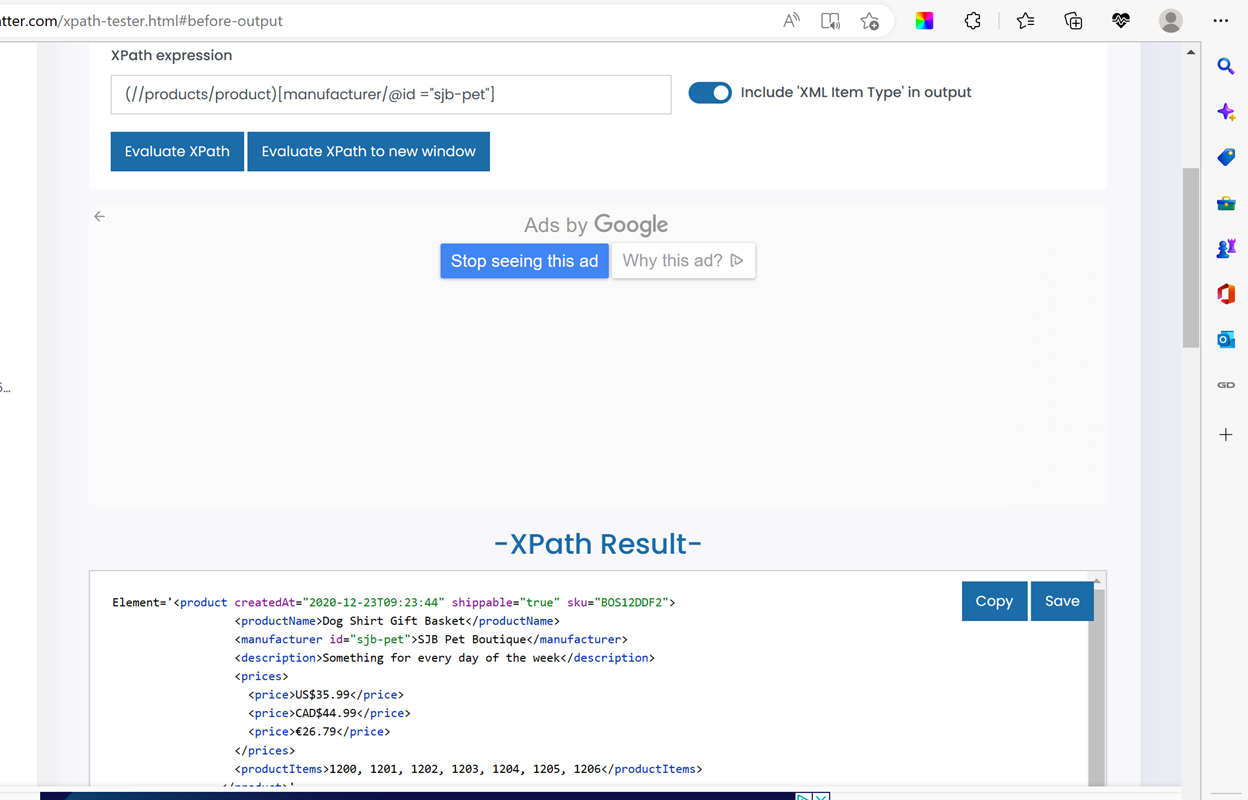 tter.com/xpath-tester.html#before-output
XPath expression
(//products/product)[manufacturer/@id ="sjb-pet"]
Include 'XML Item Type' in output
Evaluate XPath
Evaluate XPath to new window
Ads by Google
Stop seeing this ad
Why this ad?
-XPath Result-
Copy
Save
Element='<product createdAt="2020-12-23T09:23:44" shippable="true" sku="BOS12DDF2">
<productName>Dog Shirt Gift Basket</productName>
<manufacturer id="sjb-pet">SJB Pet Boutique</manufacturer>
<description>Something for every day of the week</description>
<prices>
<price>US$35.99</price>
<price>CAD$44.99</price>
<price>€26.79</price>
</prices>
<productItems>1200, 1201, 1202, 1203, 1204, 1205, 1206</productItems>
</product>'